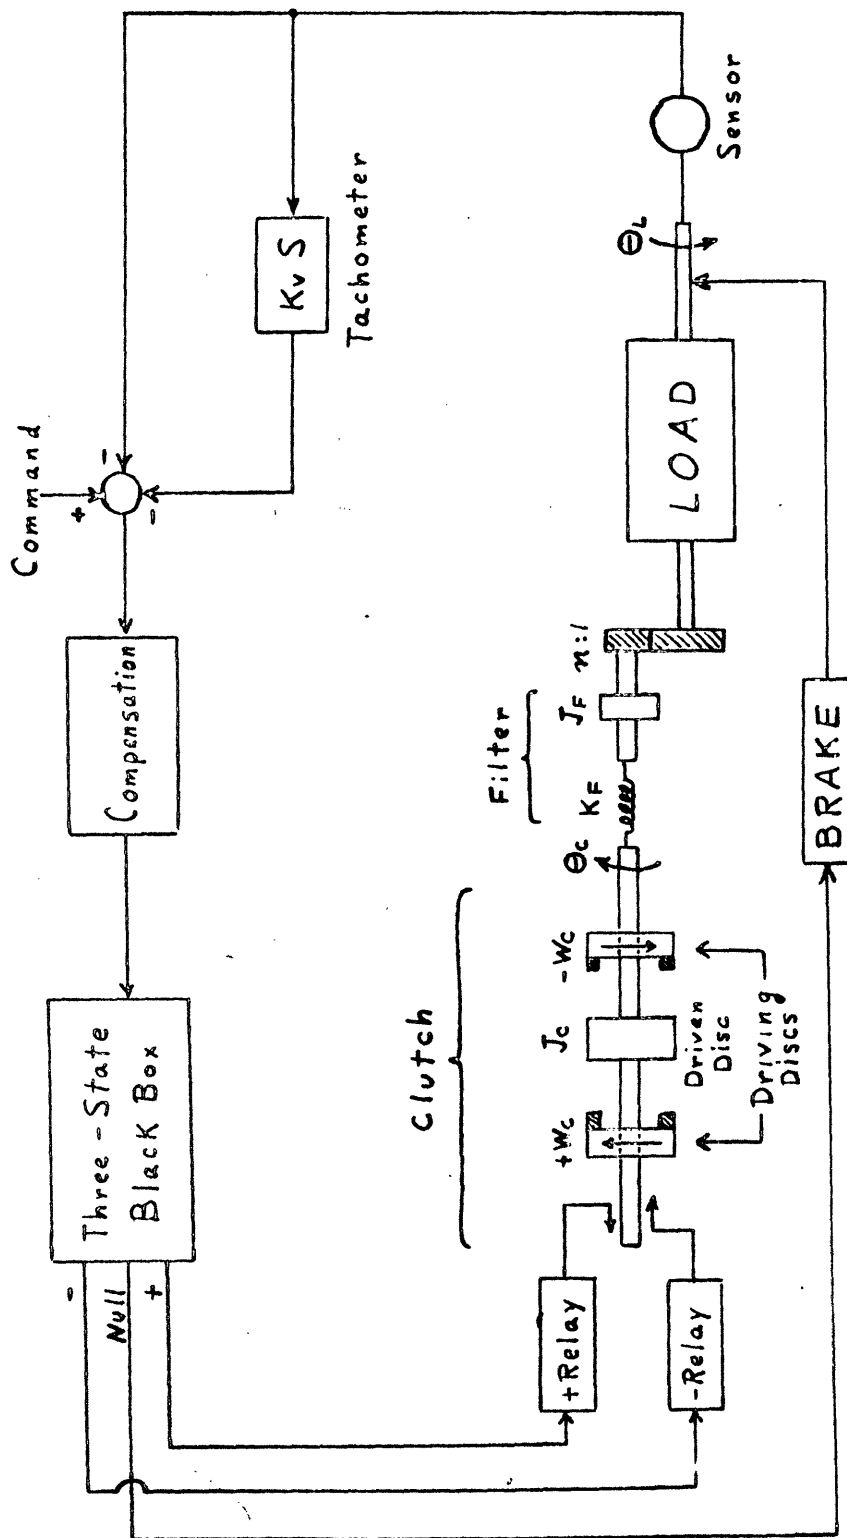 Command
+
-
-
Compensation
Three-State
Black Box
-
Null
+
KvS
Tachometer
Clutch
Filter
+Relay
-Relay
+Wc
Jc
-Wc
Θc
KF
JF
n:1
Driven
Disc
Driving
Discs
LOAD
ΘL
Sensor
BRAKE